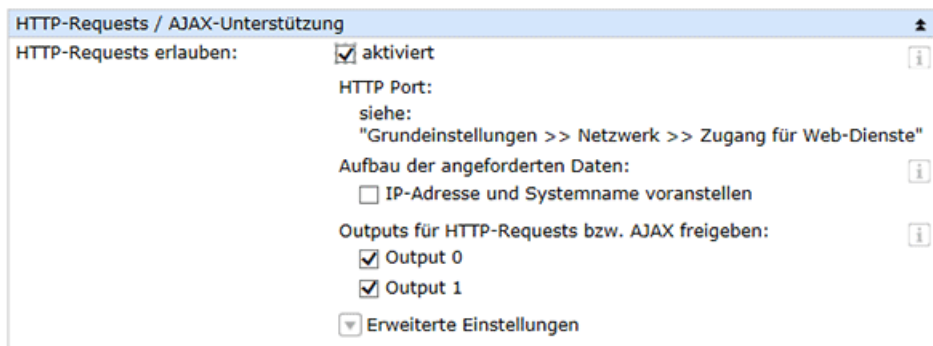 HTTP-Requests / AJAX-Unterstützung
HTTP-Requests erlauben: aktiviert
HTTP Port:
siehe:
"Grundeinstellungen >> Netzwerk >> Zugang für Web-Dienste"
Aufbau der angeforderten Daten:
IP-Adresse und Systemname voranstellen
Outputs für HTTP-Requests bzw. AJAX freigeben:
Output 0
Output 1
Erweiterte Einstellungen